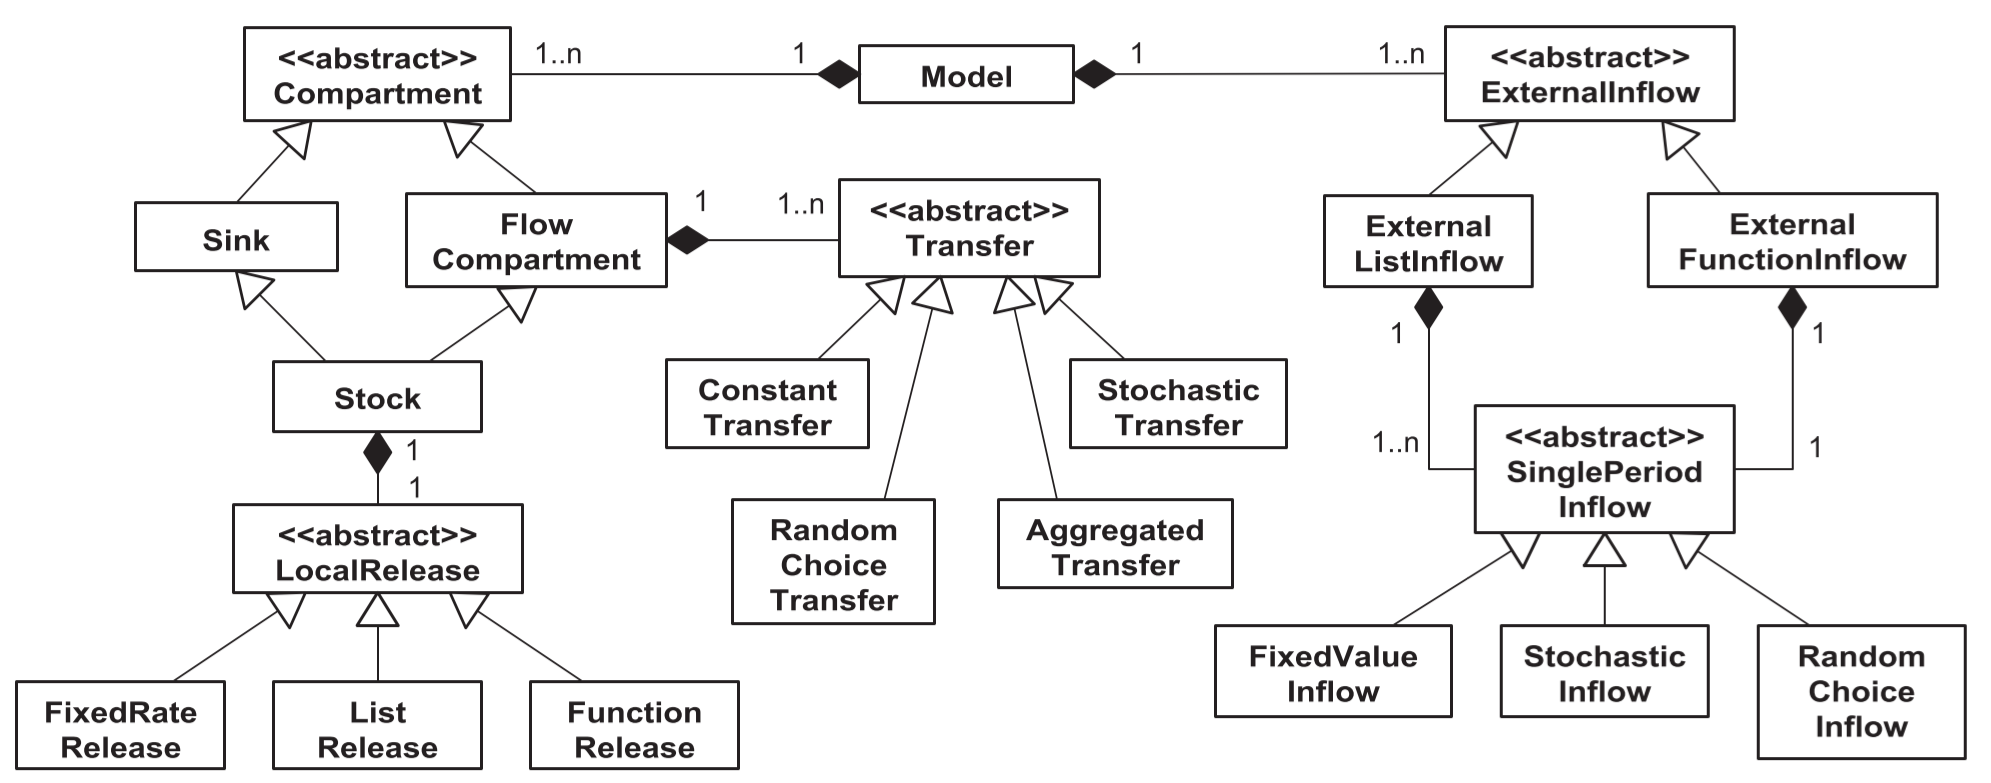 <<abstract>>
Compartment
1..n
1
Model
1
1..n
<<abstract>>
ExternalInflow
Sink
Flow
Compartment
1
1..n
<<abstract>>
Transfer
External
ListInflow
External
FunctionInflow
1
1
Stock
Constant
Transfer
Stochastic
Transfer
1..n
1
<<abstract>>
SinglePeriod
Inflow
1
1
<<abstract>>
LocalRelease
Random
Choice
Transfer
Aggregated
Transfer
FixedRate
Release
List
Release
Function
Release
FixedValue
Inflow
Stochastic
Inflow
Random
Choice
Inflow